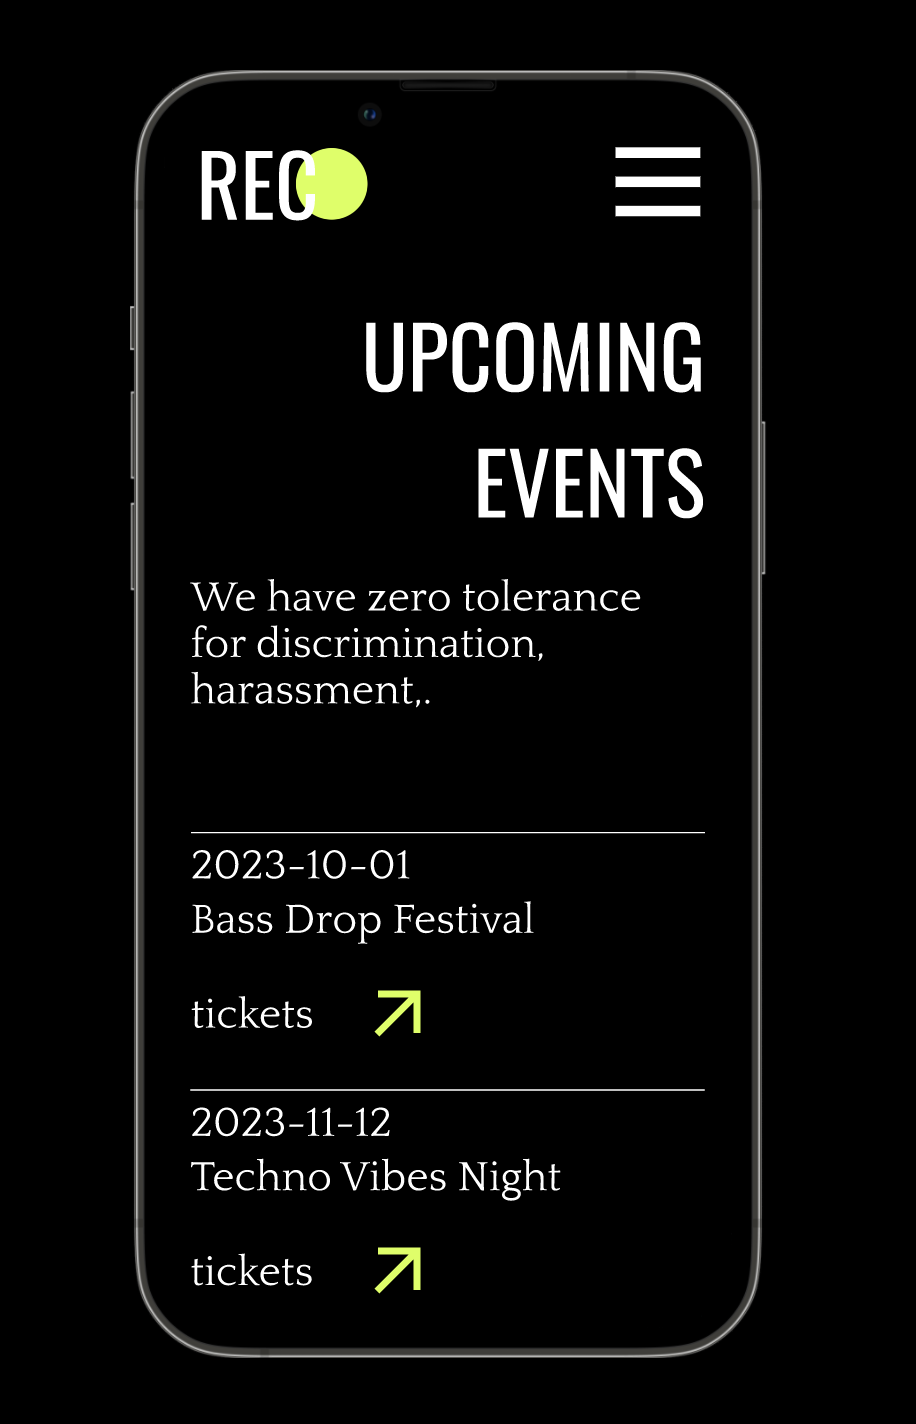 REC
UPCOMING
EVENTS
We have zero tolerance
for discrimination,
harassment,.
2023-10-01
Bass Drop Festival
tickets
2023-11-12
Techno Vibes Night
tickets